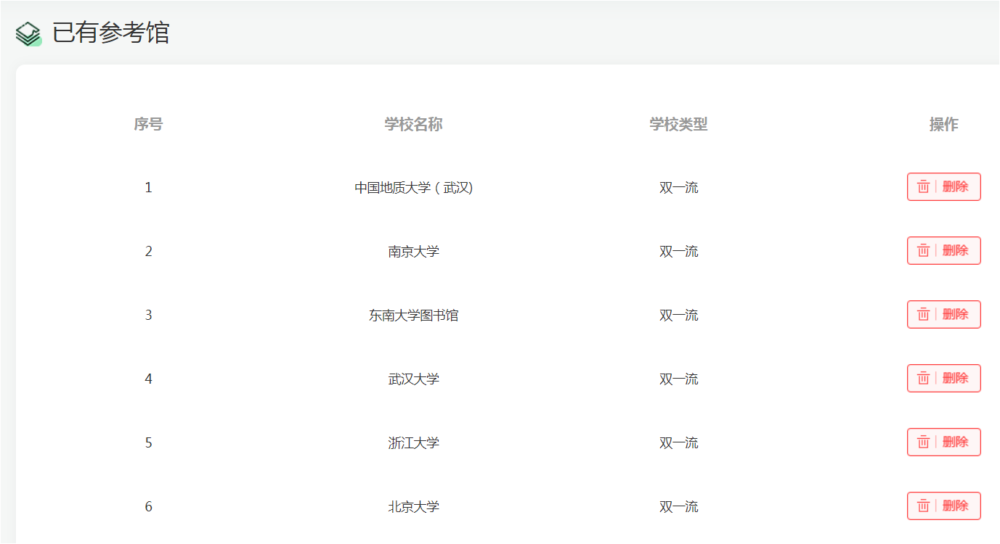 已有参考馆
序号 学校名称 学校类型 操作
1 中国地质大学（武汉) 双一流 删除
2 南京大学 双一流 删除
3 东南大学图书馆 双一流 删除
4 武汉大学 双一流 删除
5 浙江大学 双一流 删除
6 北京大学 双一流 删除